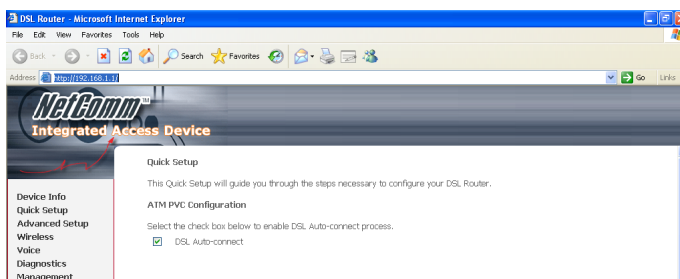 DSL Router - Microsoft Internet Explorer
File Edit View Favorites Tools Help
Back Search Favorites
Address http://192.168.1.1/ Go Links
NetComm™
Integrated Access Device
Quick Setup
This Quick Setup will guide you through the steps necessary to configure your DSL Router.
ATM PVC Configuration
Select the check box below to enable DSL Auto-connect process.
DSL Auto-connect
Device Info
Quick Setup
Advanced Setup
Wireless
Voice
Diagnostics
Management